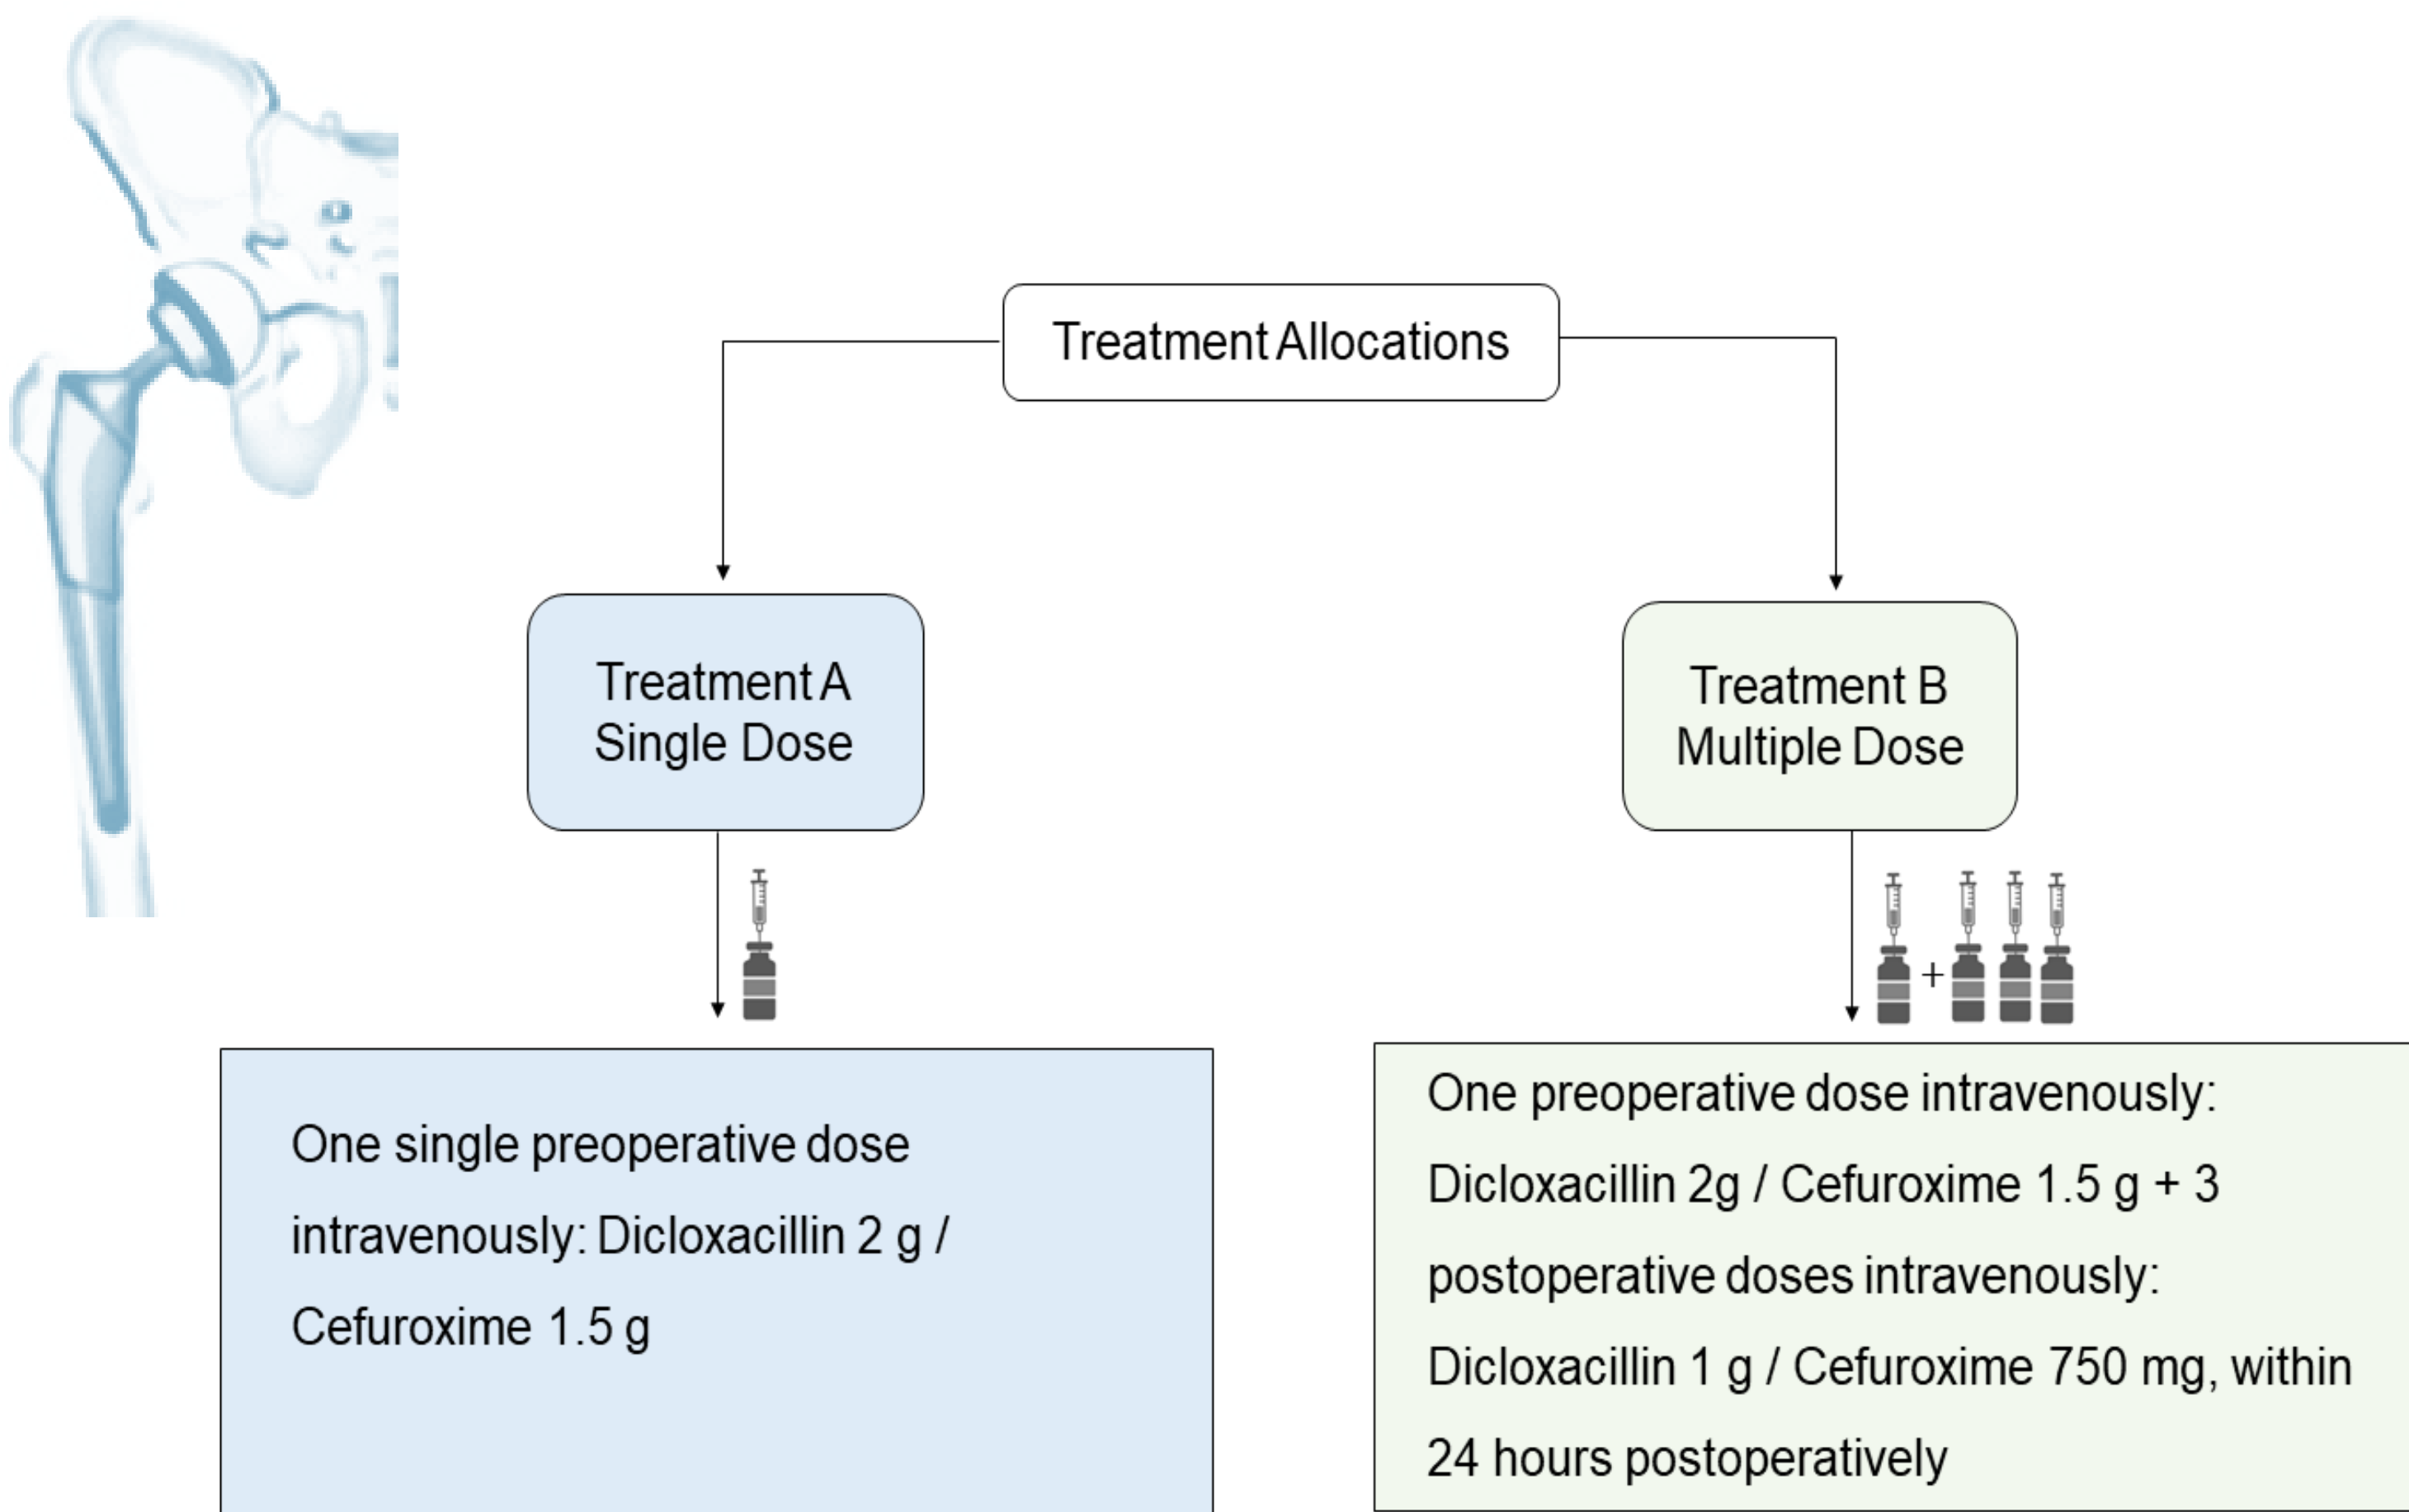 Treatment Allocations
Treatment A
Single Dose
Treatment B
Multiple Dose
+
One single preoperative dose
intravenously: Dicloxacillin 2 g /
Cefuroxime 1.5 g
One preoperative dose intravenously:
Dicloxacillin 2g / Cefuroxime 1.5 g + 3
postoperative doses intravenously:
Dicloxacillin 1 g / Cefuroxime 750 mg, within
24 hours postoperatively